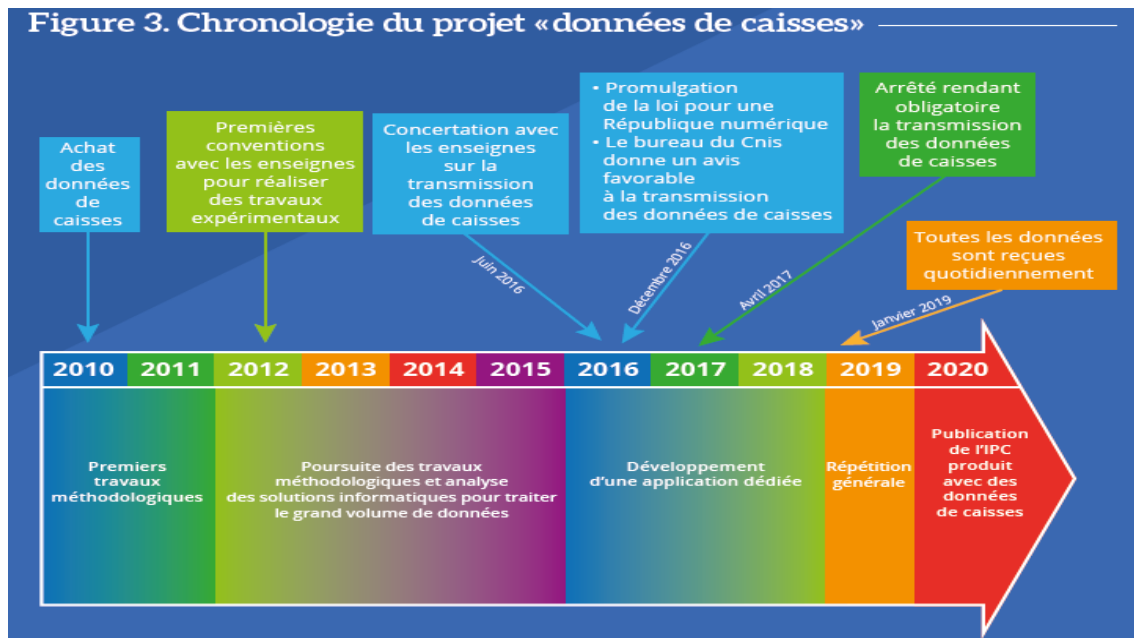 Figure 3. Chronologie du projet «données de caisses»
Achat
des
données
de
caisses
Premières
conventions
avec les enseignes
pour réaliser
des travaux
expérimentaux
Concertation avec
les enseignes
sur la
transmission
des données
de caisses
• Promulgation
de la loi pour une
République numérique
• Le bureau du Cnis
donne un avis
favorable
à la transmission
des données de caisses
Arrêté rendant
obligatoire
la transmission
des données
de caisses
Toutes les données
sont reçues
quotidiennement
Juin 2016
Décembre 2016
Avril 2017
Janvier 2019
2010 2011 2012 2013 2014 2015 2016 2017 2018 2019 2020
Premiers
travaux
méthodologiques
Poursuite des travaux
méthodologiques et analyse
des solutions informatiques pour traiter
le grand volume de données
Développement
d'une application dédiée
Répétition
générale
Publication
de l'IPC
produit
avec des
données
de caisses